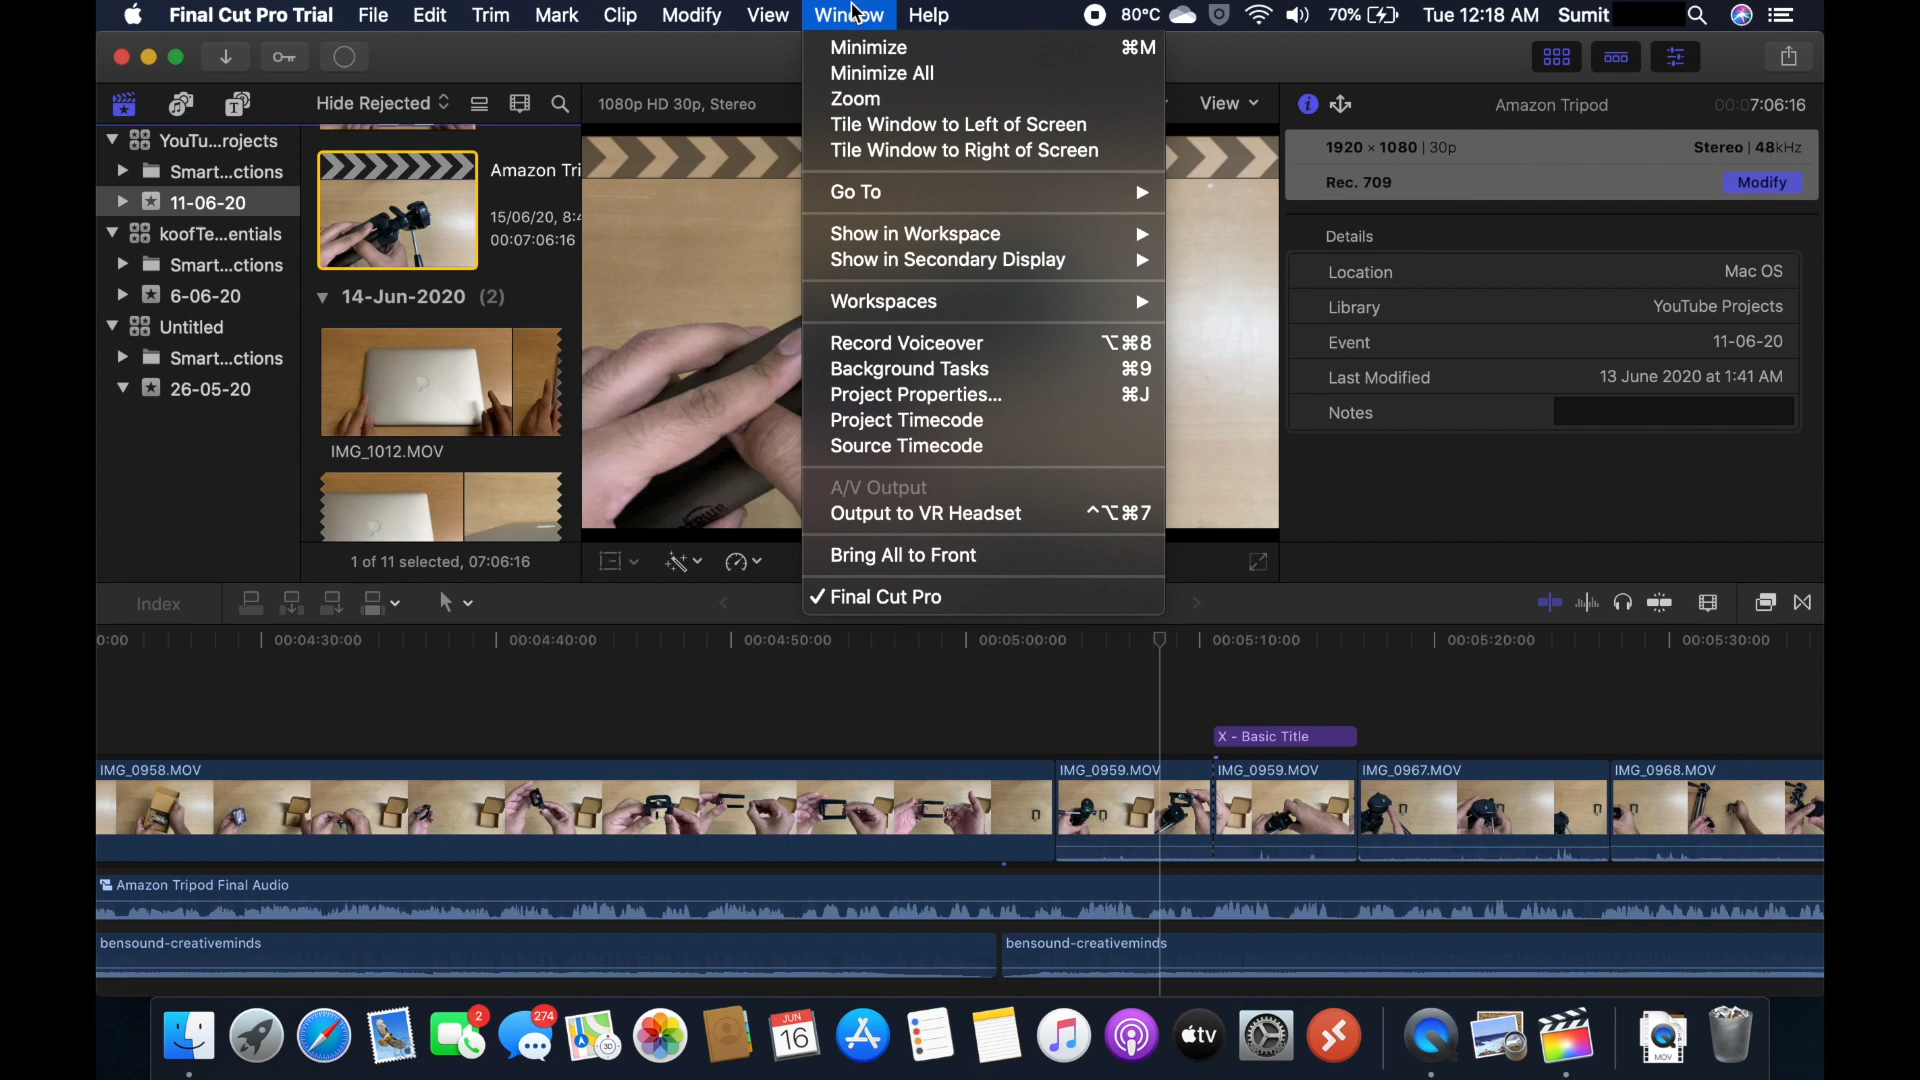 Final Cut Pro Trial File Edit Trim Mark Clip Modify View Window Help 80°C 70% Tue 12:18 AM Sumit
Hide Rejected
1080p HD 30p, Stereo
View
Amazon Tripod
00:07:06:16
YouTu...rojects
Smart...ctions
11-06-20
koofTe...entials
Smart...ctions
6-06-20
Untitled
Smart...ctions
26-05-20
Amazon Tri
15/06/20, 8:4
00:07:06:16
14-Jun-2020 (2)
IMG_1012.MOV
1 of 11 selected, 07:06:16
Minimize ⌘M
Minimize All
Zoom
Tile Window to Left of Screen
Tile Window to Right of Screen
Go To
Show in Workspace
Show in Secondary Display
Workspaces
Record Voiceover ⌥⌘8
Background Tasks ⌘9
Project Properties... ⌘J
Project Timecode
Source Timecode
A/V Output
Output to VR Headset ^⌥⌘7
Bring All to Front
✓ Final Cut Pro
1920 × 1080 | 30p Stereo | 48kHz
Rec. 709 Modify
Details
Location Mac OS
Library YouTube Projects
Event 11-06-20
Last Modified 13 June 2020 at 1:41 AM
Notes
Index
0:00 00:04:30:00 00:04:40:00 00:04:50:00 00:05:00:00 00:05:10:00 00:05:20:00 00:05:30:00
X - Basic Title
IMG_0958.MOV IMG_0959.MOV IMG_0959.MOV IMG_0967.MOV IMG_0968.MOV
Amazon Tripod Final Audio
bensound-creativeminds bensound-creativeminds
2 274 3D JUN 16 tv MOV